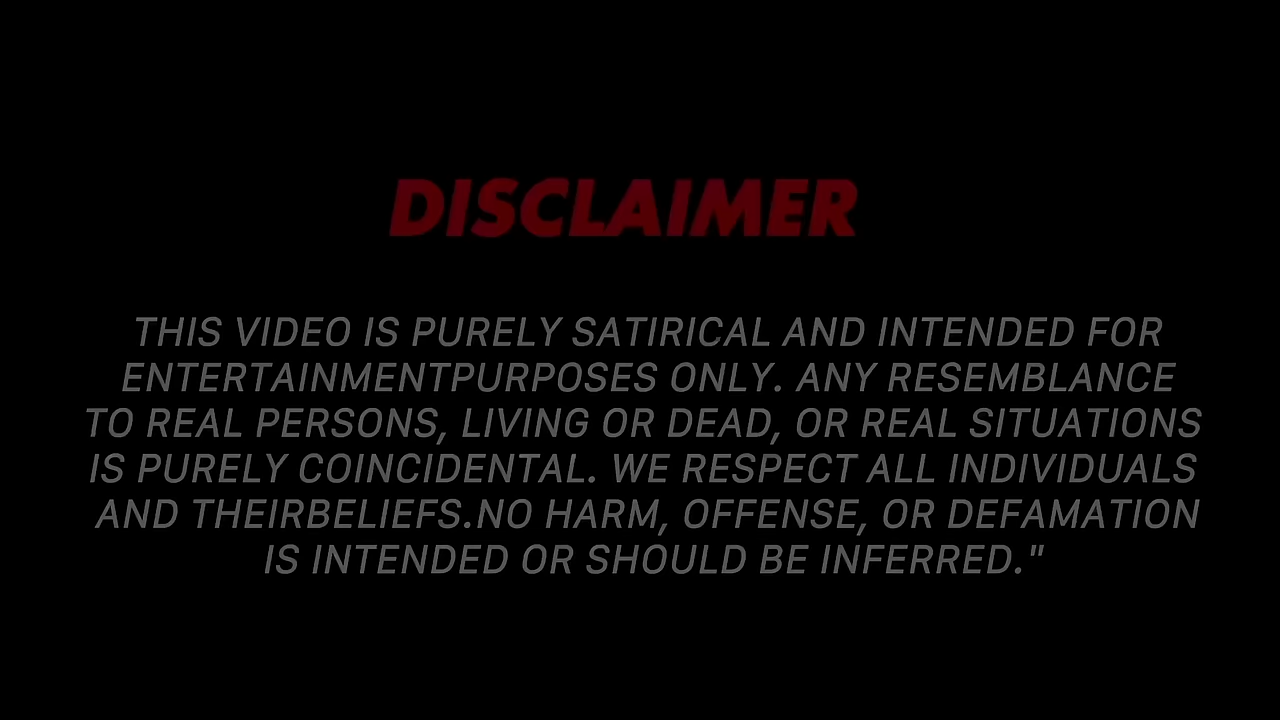 DISCLAIMER
THIS VIDEO IS PURELY SATIRICAL AND INTENDED FOR
ENTERTAINMENTPURPOSES ONLY. ANY RESEMBLANCE
TO REAL PERSONS, LIVING OR DEAD, OR REAL SITUATIONS
IS PURELY COINCIDENTAL. WE RESPECT ALL INDIVIDUALS
AND THEIRBELIEFS.NO HARM, OFFENSE, OR DEFAMATION
IS INTENDED OR SHOULD BE INFERRED."